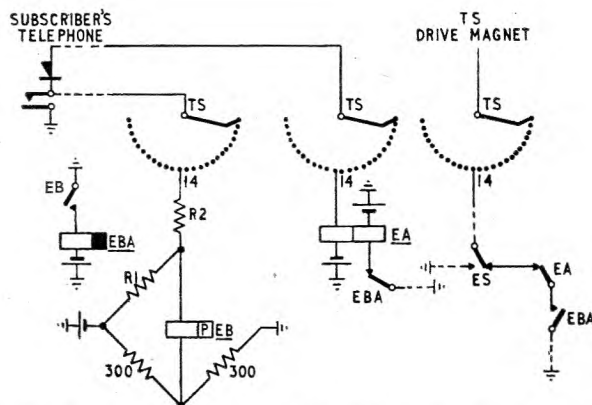 SUBSCRIBER'S
TELEPHONE
TS
DRIVE MAGNET
TS
TS
TS
14
14
14
EB
R2
EBA
EA
R1
EBA
ES
EA
EBA
P
EB
300
300